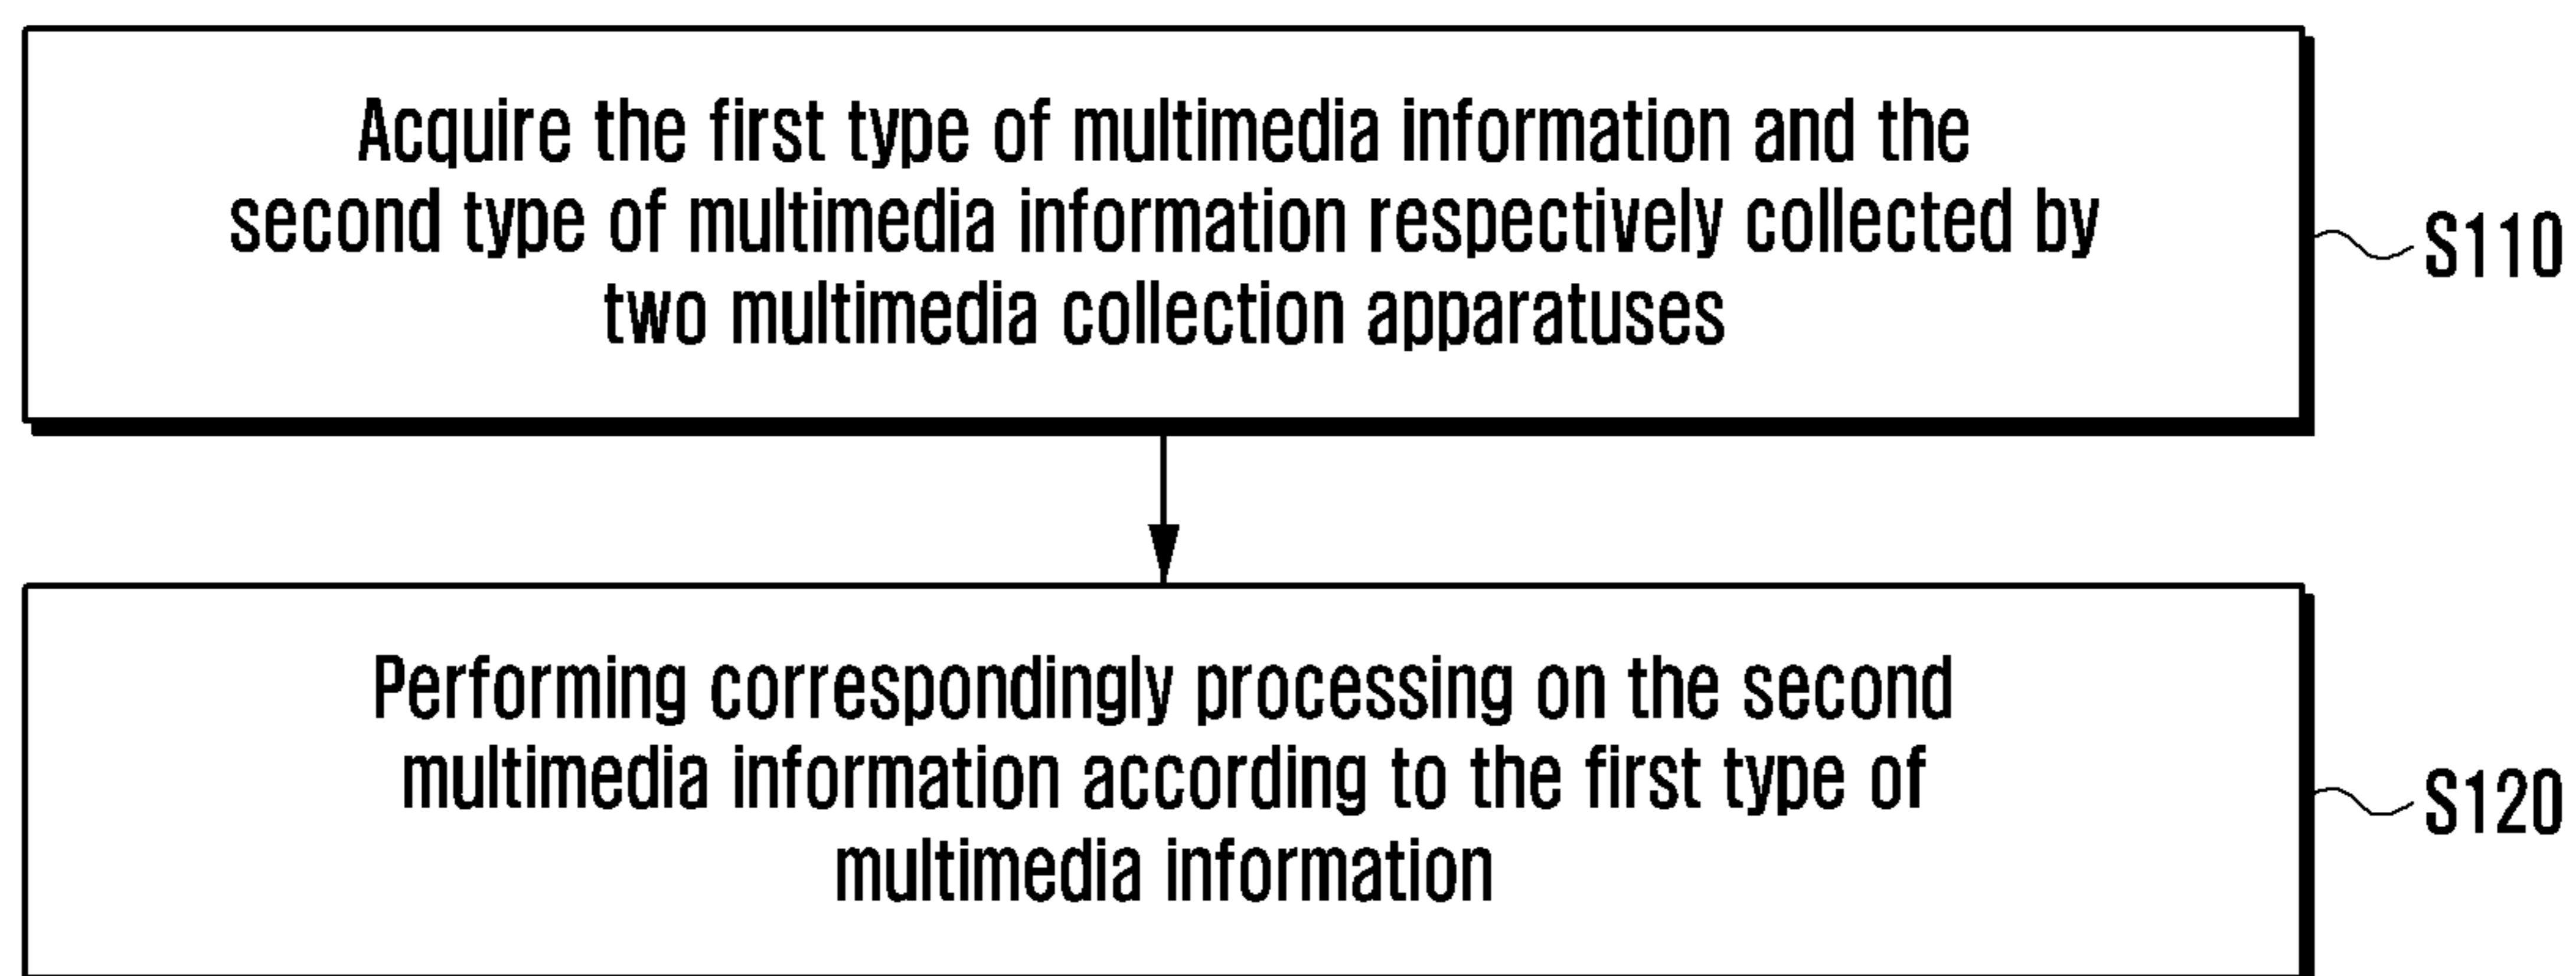 Acquire the first type of multimedia information and the
second type of multimedia information respectively collected by
two multimedia collection apparatuses
S110
Performing correspondingly processing on the second
multimedia information according to the first type of
multimedia information
S120